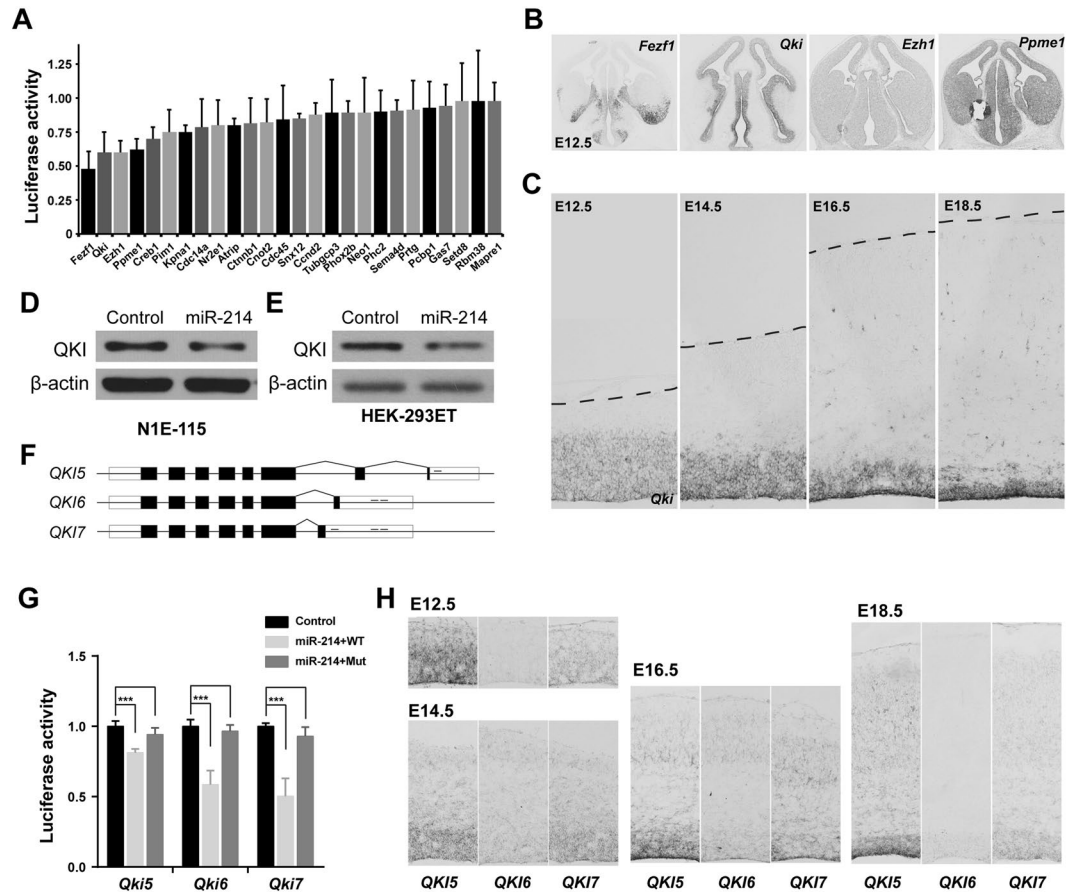 A
Luciferase activity
1.25
1.00
0.75
0.50
0.25
0
Fezf1 Qki Ezh1 Ppme1 Creb1 Pim1 Kpna1 Cdc14a Nr2e1 Atrip Ctnnb1 Cnot2 Cdc45 Snx12 Ccnd2 Tubgcp3 Phox2b Neo1 Phc2 Sema4d Prtg Pcbp1 Gas7 Setd8 Rbm38 Mapre1
B
Fezf1 Qki Ezh1 Ppme1
E12.5
C
E12.5 E14.5 E16.5 E18.5
Qki
D
Control miR-214
QKI
β-actin
N1E-115
E
Control miR-214
QKI
β-actin
HEK-293ET
F
QKI5
QKI6
QKI7
G
Control
miR-214+WT
miR-214+Mut
Luciferase activity
1.5
1.0
0.5
0.0
*** *** ***
Qki5 Qki6 Qki7
H
E12.5
E14.5
QKI5 QKI6 QKI7
E16.5
QKI5 QKI6 QKI7
E18.5
QKI5 QKI6 QKI7